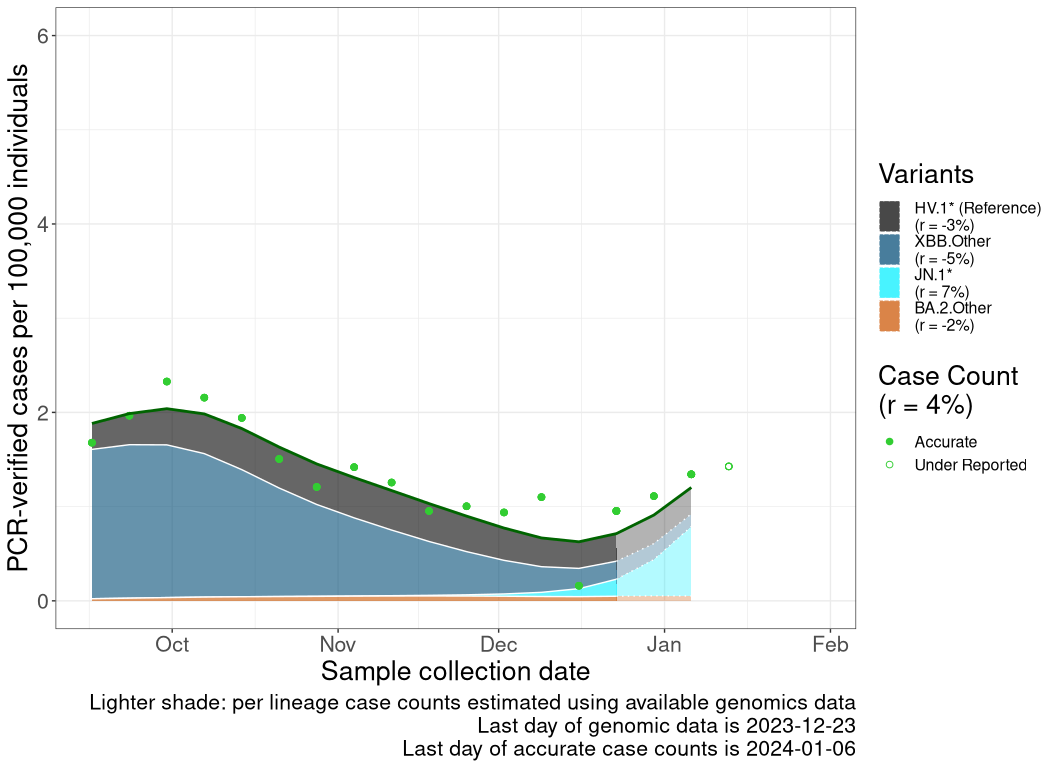 PCR-verified cases per 100,000 individuals
6
4
2
0
Oct
Nov
Dec
Jan
Feb
Sample collection date
Variants
HV.1* (Reference)
(r = -3%)
XBB.Other
(r = -5%)
JN.1*
(r = 7%)
BA.2.Other
(r = -2%)
Case Count
(r = 4%)
Accurate
Under Reported
Lighter shade: per lineage case counts estimated using available genomics data
Last day of genomic data is 2023-12-23
Last day of accurate case counts is 2024-01-06